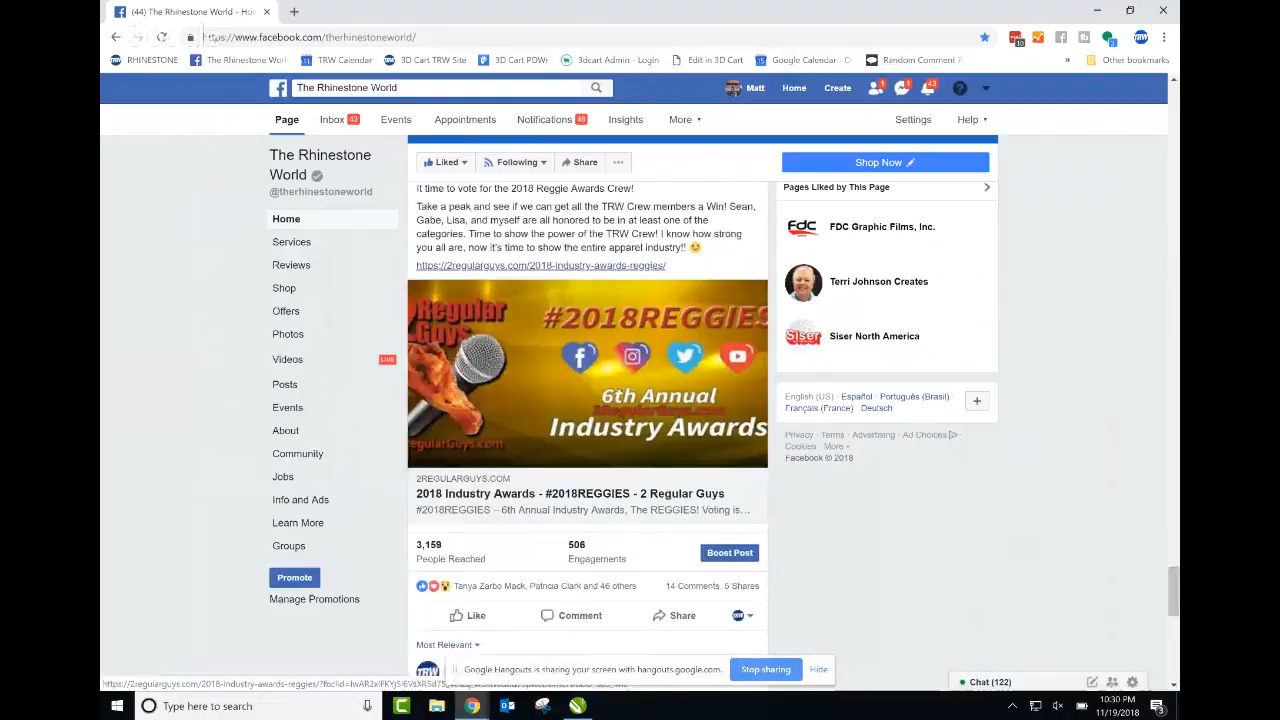 (44) The Rhinestone World - Ho
https://www.facebook.com/therhinestoneworld/
RHINESTONE The Rhinestone Wo TRW Calendar 3D Cart TRW Site 3D Cart POWr 3dcart Admin - Login Edit in 3D Cart Google Calendar - O Random Comment P » Other bookmarks
The Rhinestone World
Matt Home Create 1 1 43
Page Inbox 43 Events Appointments Notifications 48 Insights More Settings Help
The Rhinestone
World
@therhinestoneworld
Home
Services
Reviews
Shop
Offers
Photos
Videos LIVE
Posts
Events
About
Community
Jobs
Info and Ads
Learn More
Groups
Promote
Manage Promotions
Liked Following Share ...
Shop Now
It time to vote for the 2018 Reggie Awards Crew!
Take a peak and see if we can get all the TRW Crew members a Win! Sean,
Gabe, Lisa, and myself are all honored to be in at least one of the
categories. Time to show the power of the TRW Crew! I know how strong
you all are, now it's time to show the entire apparel industry!! 😀
https://2regularguys.com/2018-industry-awards-reggies/
Regular
Guys
#2018REGGIES
6th Annual
Industry Awards
2REGULARGUYS.COM
2018 Industry Awards - #2018REGGIES - 2 Regular Guys
#2018REGGIES – 6th Annual Industry Awards, The REGGIES! Voting is...
3,159 506
People Reached Engagements Boost Post
Tanya Zarbo Mack, Patricia Clark and 46 others 14 Comments 5 Shares
Like Comment Share TRW
Most Relevant
TRW
Pages Liked by This Page
FDC FDC Graphic Films, Inc.
Terri Johnson Creates
Siser Siser North America
English (US) · Español · Português (Brasil) ·
Français (France) · Deutsch
Privacy · Terms · Advertising · Ad Choices ·
Cookies · More
Facebook © 2018
Google Hangouts is sharing your screen with hangouts.google.com. Stop sharing Hide
Chat (122)
Type here to search
10:30 PM
11/19/2018
3